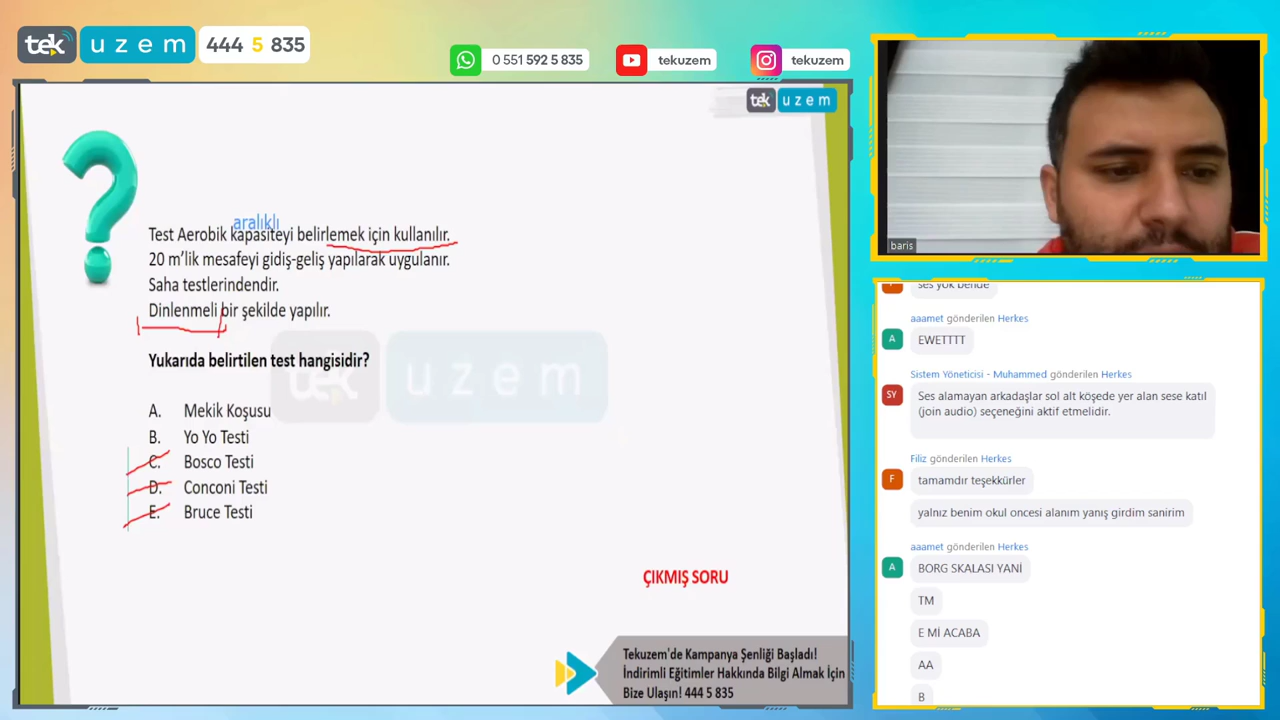 tek uzem 444 5 835
0 551 592 5 835
tekuzem
tekuzem
tek uzem
aralıklı
Test Aerobik kapasiteyi belirlemek için kullanılır.
20 m'lik mesafeyi gidiş-geliş yapılarak uygulanır.
Saha testlerindendir.
Dinlenmeli bir şekilde yapılır.
Yukarıda belirtilen test hangisidir?
tek uzem
A. Mekik Koşusu
B. Yo Yo Testi
C. Bosco Testi
D. Conconi Testi
E. Bruce Testi
ÇIKMIŞ SORU
Tekuzem'de Kampanya Şenliği Başladı!
İndirimli Eğitimler Hakkında Bilgi Almak İçin
Bize Ulaşın! 444 5 835
baris
ses yok bende
aaamet gönderilen Herkes
A
EWETTTT
Sistem Yöneticisi - Muhammed gönderilen Herkes
SY
Ses alamayan arkadaşlar sol alt köşede yer alan sese katıl
(join audio) seçeneğini aktif etmelidir.
Filiz gönderilen Herkes
F
tamamdır teşekkürler
yalnız benim okul oncesi alanım yanış girdim sanirim
aaamet gönderilen Herkes
A
BORG SKALASI YANİ
TM
E Mİ ACABA
AA
B